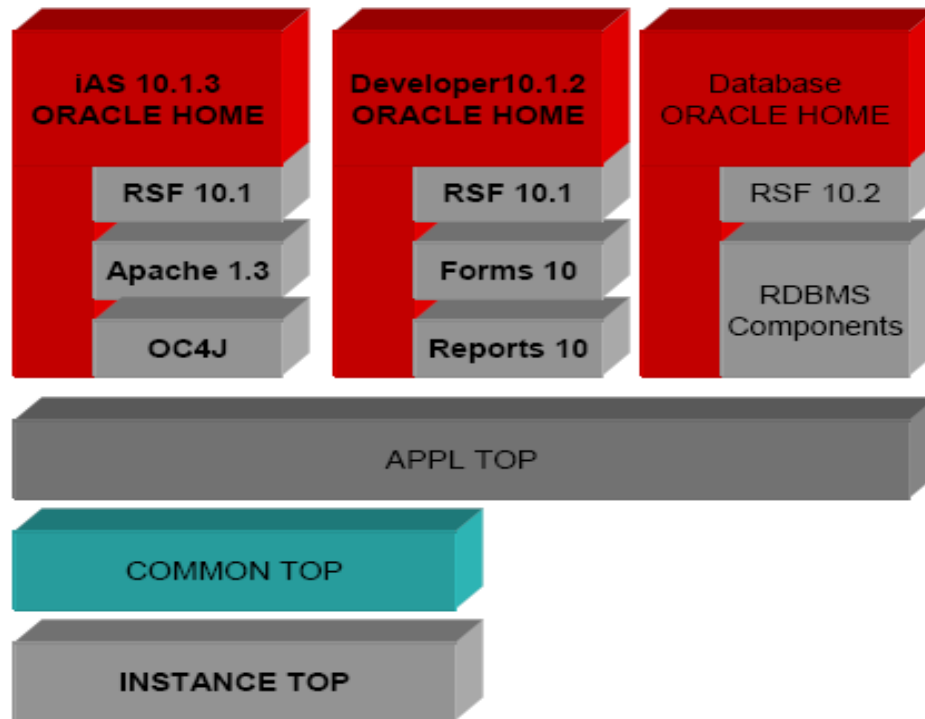 iAS 10.1.3
ORACLE HOME
RSF 10.1
Apache 1.3
OC4J
Developer10.1.2
ORACLE HOME
RSF 10.1
Forms 10
Reports 10
Database
ORACLE HOME
RSF 10.2
RDBMS
Components
APPL TOP
COMMON TOP
INSTANCE TOP